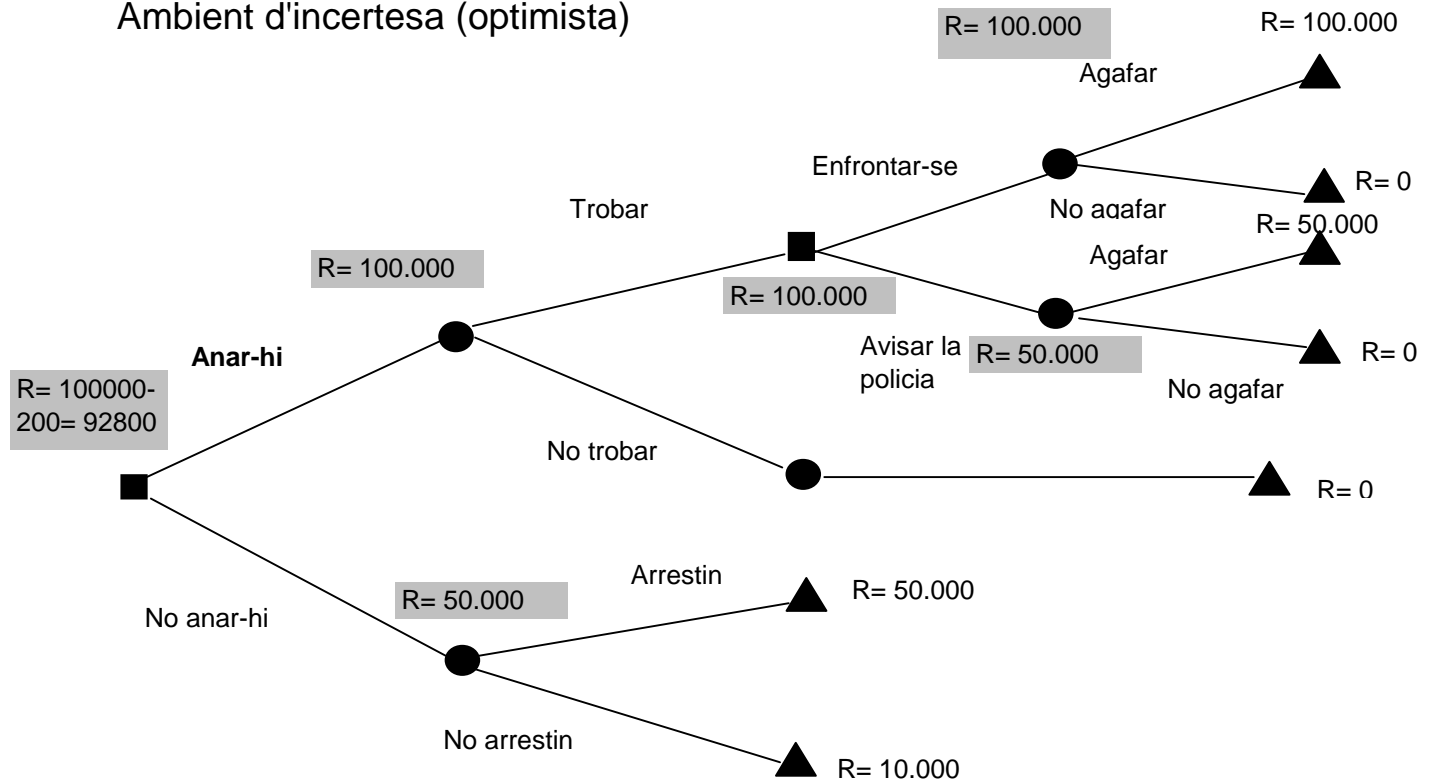 Ambient d'incertesa (optimista)
R= 100.000
R= 100.000
Agafar
Enfrontar-se
R= 0
Trobar
No agafar
R= 50.000
Agafar
R= 100.000
R= 100.000
Anar-hi
Avisar la
policia
R= 50.000
R= 0
No agafar
R= 100000-
200= 92800
No trobar
R= 0
Arrestin
R= 50.000
R= 50.000
No anar-hi
No arrestin
R= 10.000